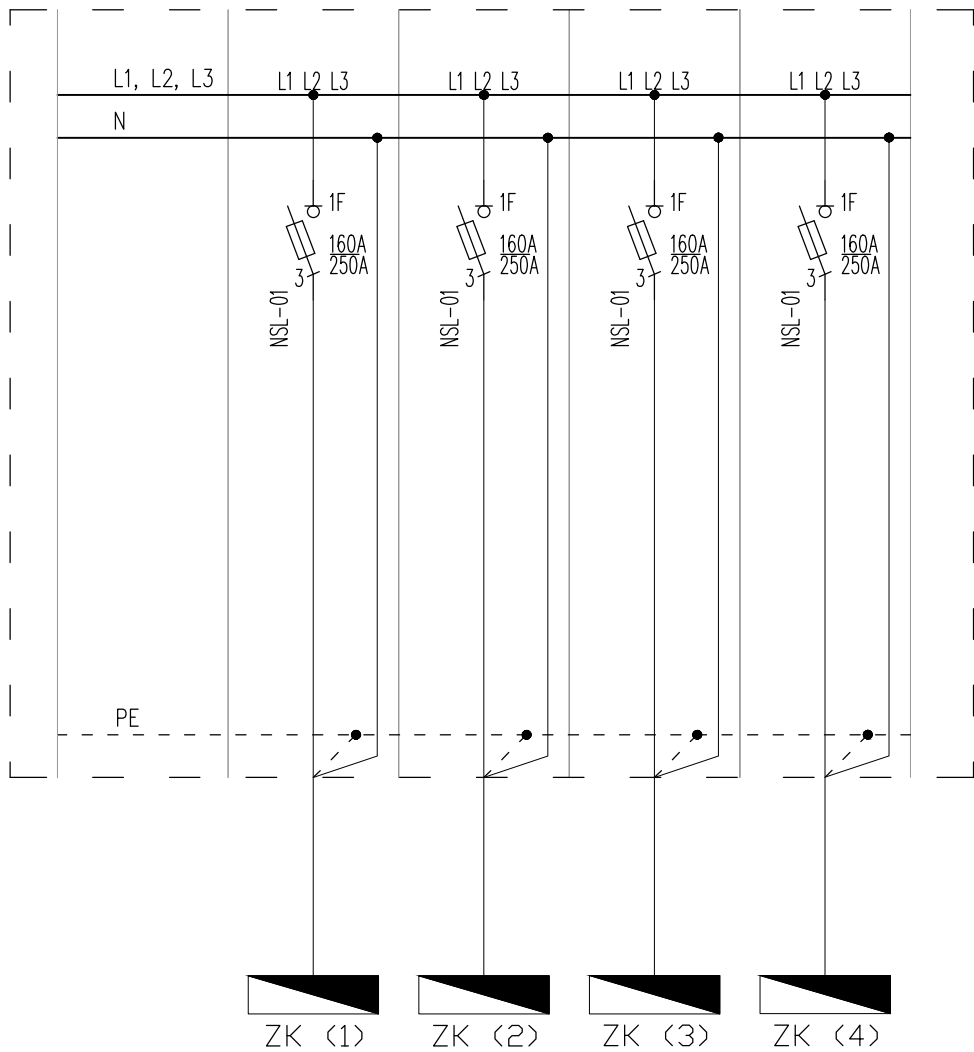 L1, L2, L3
L1 L2 L3
L1 L2 L3
L1 L2 L3
L1 L2 L3
N
1F
160A
250A
3
NSL-01
1F
160A
250A
3
NSL-01
1F
160A
250A
3
NSL-01
1F
160A
250A
3
NSL-01
PE
ZK (1)
ZK (2)
ZK (3)
ZK (4)